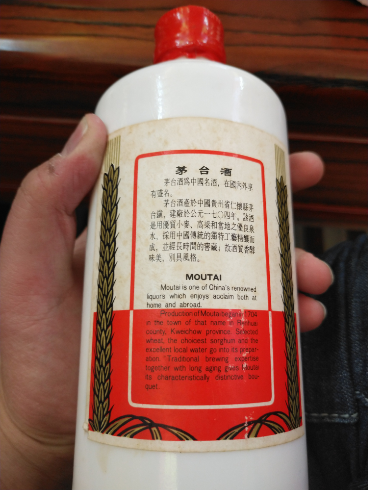 茅台酒
茅台酒為中國名酒，在國內外享
有盛名。
茅台酒產於中國貴州省仁懷縣茅
台鎮，建廠於公元一七〇四年。該酒
是用優質小麥、高粱和當地之優良泉
水，採用中國傳統的獨特工藝精釀而
成，並經長時間的窖藏；故酒質香醇
味美，別具風格。
MOUTAI
Moutai is one of China's renowned
liquors which enjoys acclaim both at
home and abroad.
Production of Moutai began in 1704
in the town of that name in Renhuai
county, Kweichow province. Selected
wheat, the choicest sorghum and the
excellent local water go into its prepar-
ation. Traditional brewing expertise
together with long aging gives Moutai
its characteristically distinctive bou-
quet.